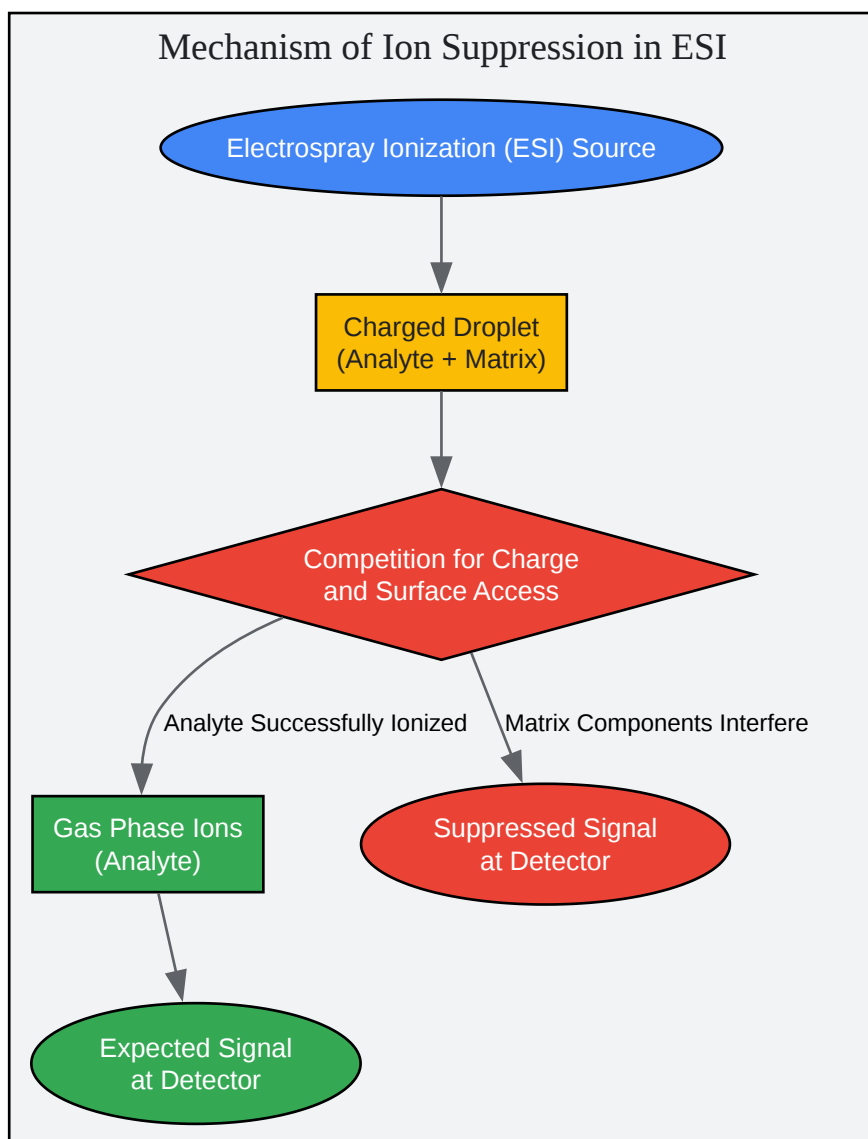 Mechanism of Ion Suppression in ESI
Electrospray Ionization (ESI) Source
Charged Droplet
(Analyte + Matrix)
Competition for Charge
and Surface Access
Analyte Successfully Ionized
Matrix Components Interfere
Gas Phase Ions
(Analyte)
Suppressed Signal
at Detector
Expected Signal
at Detector